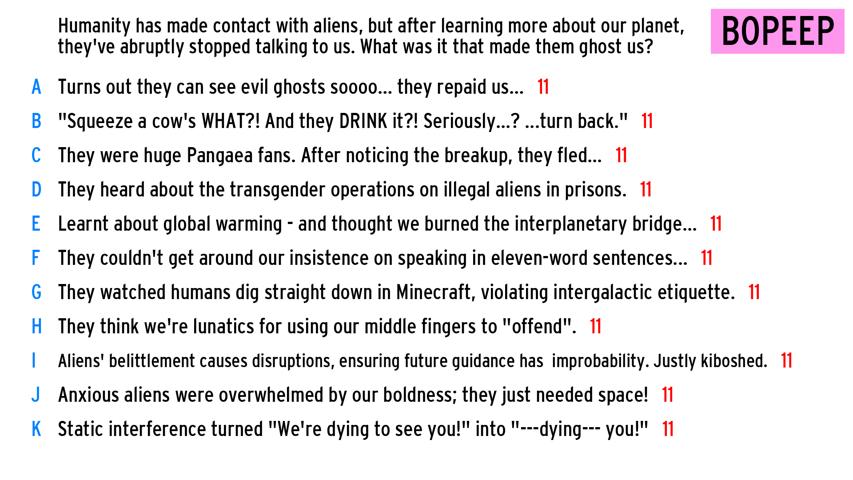 Humanity has made contact with aliens, but after learning more about our planet,
they've abruptly stopped talking to us. What was it that made them ghost us?
BOPEEP
A Turns out they can see evil ghosts soooo... they repaid us... 11
B "Squeeze a cow's WHAT?! And they DRINK it?! Seriously...? ...turn back." 11
C They were huge Pangaea fans. After noticing the breakup, they fled... 11
D They heard about the transgender operations on illegal aliens in prisons. 11
E Learnt about global warming - and thought we burned the interplanetary bridge... 11
F They couldn't get around our insistence on speaking in eleven-word sentences... 11
G They watched humans dig straight down in Minecraft, violating intergalactic etiquette. 11
H They think we're lunatics for using our middle fingers to "offend". 11
I Aliens' belittlement causes disruptions, ensuring future guidance has improbability. Justly kiboshed. 11
J Anxious aliens were overwhelmed by our boldness; they just needed space! 11
K Static interference turned "We're dying to see you!" into "---dying--- you!" 11